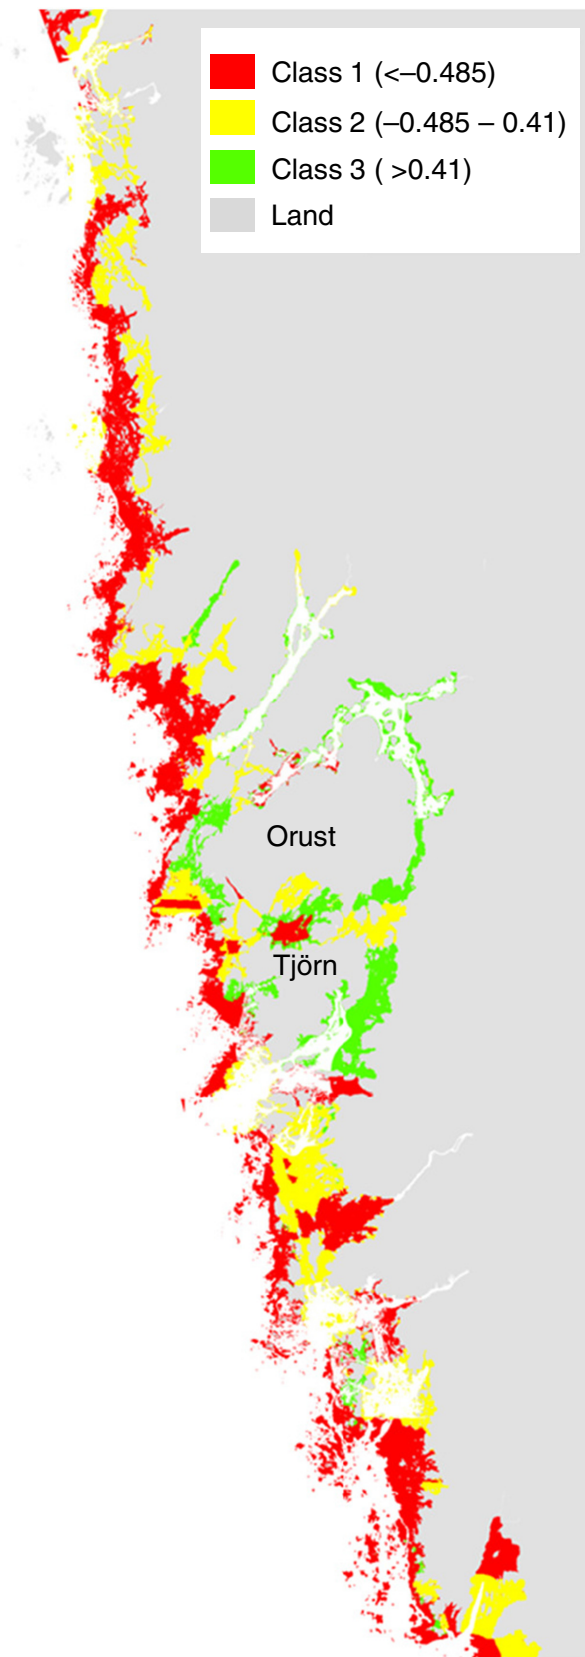 Class 1 (<–0.485)
Class 2 (–0.485 – 0.41)
Class 3 ( >0.41)
Land
Orust
Tjörn